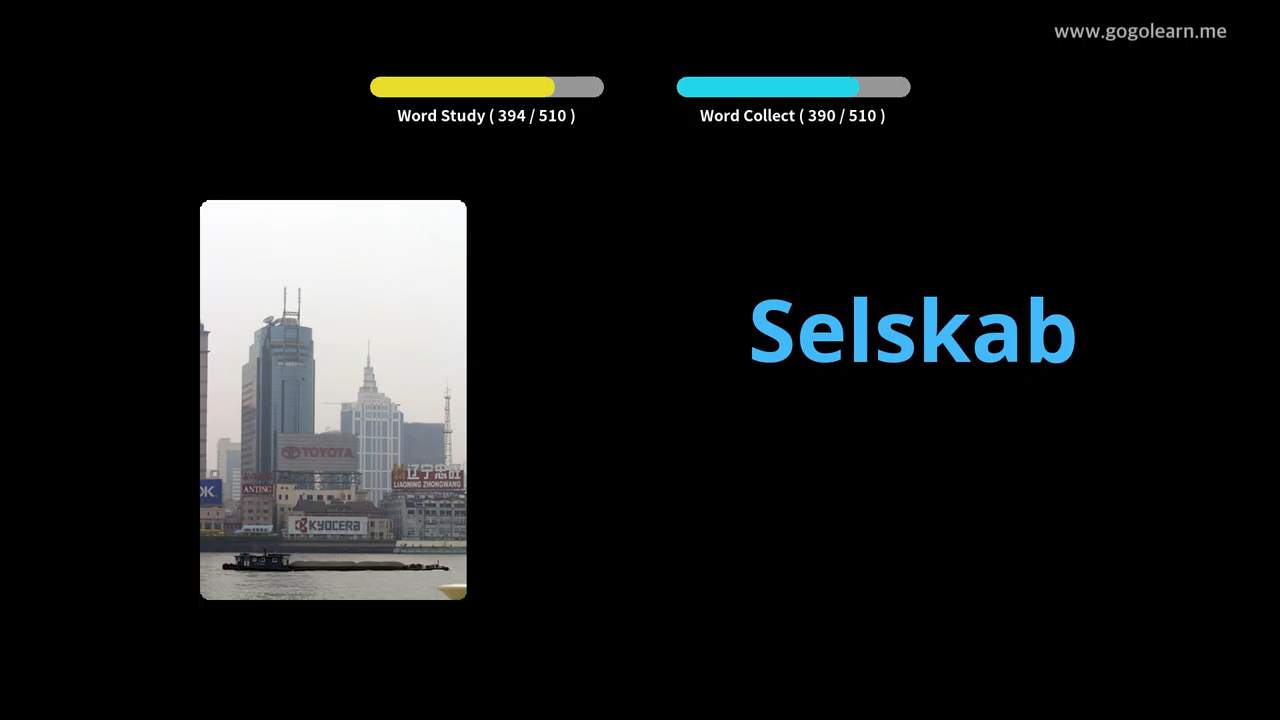 www.gogolearn.me
Word Study ( 394 / 510 )
Word Collect ( 390 / 510 )
Selskab
TOYOTA
辽宁忠旺
LIAONING ZHONGWANG
OK
ANTING
KYOCERA